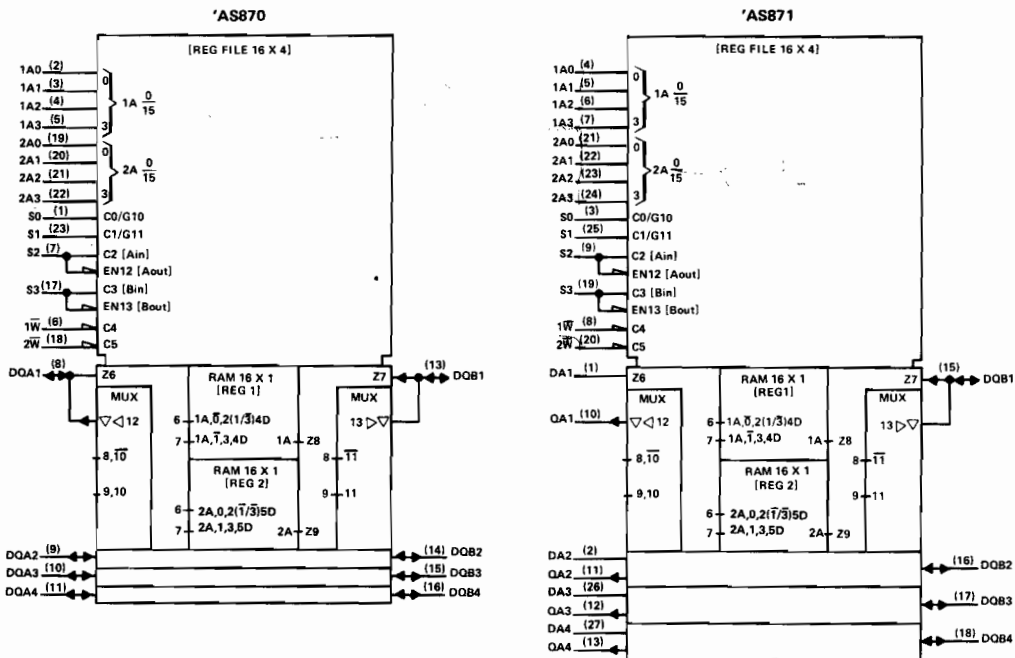 'AS870
[REG FILE 16 X 4]
1A0 (2)
1A1 (3)
1A2 (4)
1A3 (5)
0
3
1A 0/15
2A0 (19)
2A1 (20)
2A2 (21)
2A3 (22)
0
3
2A 0/15
S0 (1) C0/G10
S1 (23) C1/G11
S2 (7) C2 [Ain]
EN12 [Aout]
S3 (17) C3 [Bin]
EN13 [Bout]
1W̅ (6) C4
2W̅ (18) C5
DQA1 (8)
Z6
RAM 16 X 1
[REG 1]
Z7
(13) DQB1
MUX
MUX
▽◁ 12
13 ▷▽
6 1A,0̅,2(1/3̅)4D
7 1A,1̅,3,4D
1A Z8
8,1̅0̅
8 1̅1̅
RAM 16 X 1
[REG 2]
9,10
9 11
6 2A,0,2(1̅/3̅)5D
7 2A,1,3,5D
2A Z9
DQA2 (9)
(14) DQB2
DQA3 (10)
(15) DQB3
DQA4 (11)
(16) DQB4
'AS871
[REG FILE 16 X 4]
1A0 (4)
1A1 (5)
1A2 (6)
1A3 (7)
0
3
1A 0/15
2A0 (21)
2A1 (22)
2A2 (23)
2A3 (24)
0
3
2A 0/15
S0 (3) C0/G10
S1 (25) C1/G11
S2 (9) C2 [Ain]
EN12 [Aout]
S3 (19) C3 [Bin]
EN13 [Bout]
1W̅ (8) C4
2W̅ (20) C5
DA1 (1)
Z6
RAM 16 X 1
[REG1]
Z7
(15) DQB1
MUX
MUX
QA1 (10)
▽◁ 12
13 ▷▽
6 1A,0̅,2(1/3̅)4D
7 1A,1̅,3,4D
1A Z8
8,1̅0̅
8 1̅1̅
RAM 16 X 1
[REG 2]
9,10
9 11
6 2A,0,2(1̅/3̅)5D
7 2A,1,3,5D
2A Z9
DA2 (2)
(16) DQB2
QA2 (11)
DA3 (26)
(17) DQB3
QA3 (12)
DA4 (27)
(18) DQB4
QA4 (13)